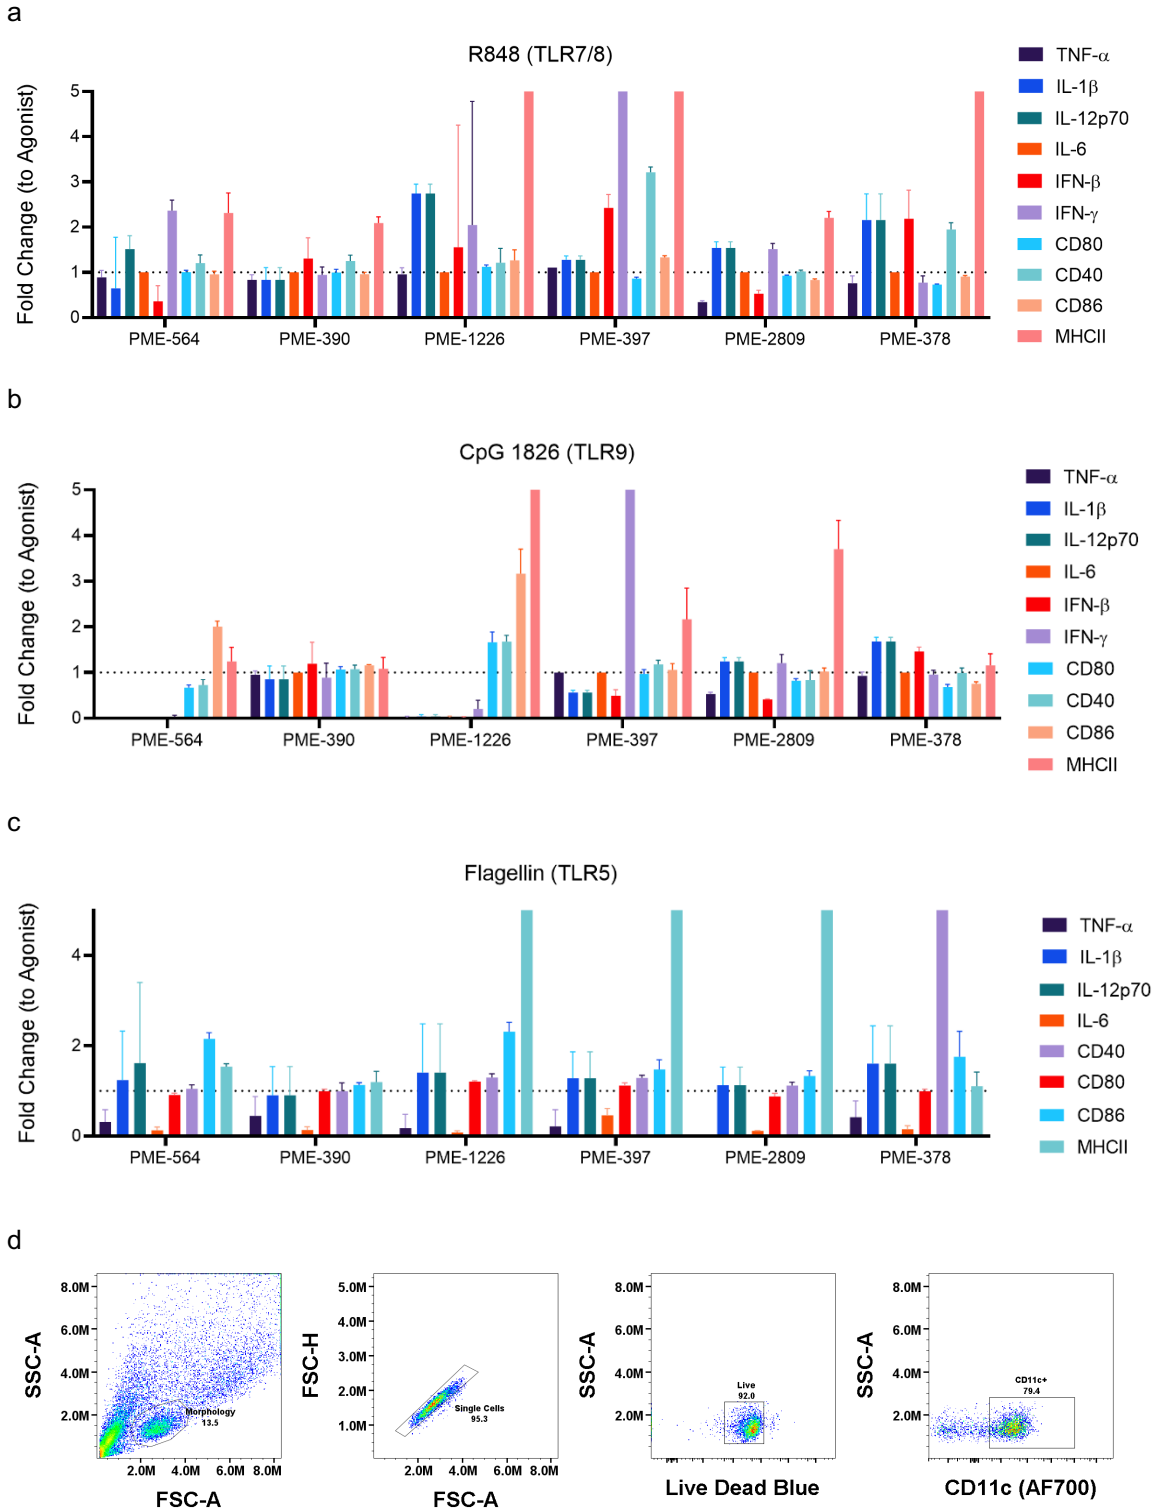 a
R848 (TLR7/8)
Fold Change (to Agonist)
5
4
3
2
1
0
PME-564 PME-390 PME-1226 PME-397 PME-2809 PME-378
TNF-α
IL-1β
IL-12p70
IL-6
IFN-β
IFN-γ
CD80
CD40
CD86
MHCII
b
CpG 1826 (TLR9)
Fold Change (to Agonist)
5
4
3
2
1
0
PME-564 PME-390 PME-1226 PME-397 PME-2809 PME-378
TNF-α
IL-1β
IL-12p70
IL-6
IFN-β
IFN-γ
CD80
CD40
CD86
MHCII
c
Flagellin (TLR5)
Fold Change (to Agonist)
4
2
0
PME-564 PME-390 PME-1226 PME-397 PME-2809 PME-378
TNF-α
IL-1β
IL-12p70
IL-6
CD40
CD80
CD86
MHCII
d
SSC-A
8.0M
6.0M
4.0M
2.0M
Morphology
13.5
2.0M 4.0M 6.0M 8.0M
FSC-A
FSC-H
5.0M
4.0M
3.0M
2.0M
1.0M
Single Cells
95.3
2.0M 4.0M 6.0M 8.0M
FSC-A
SSC-A
8.0M
6.0M
4.0M
2.0M
Live
92.0
Live Dead Blue
SSC-A
8.0M
6.0M
4.0M
2.0M
CD11c+
79.4
CD11c (AF700)